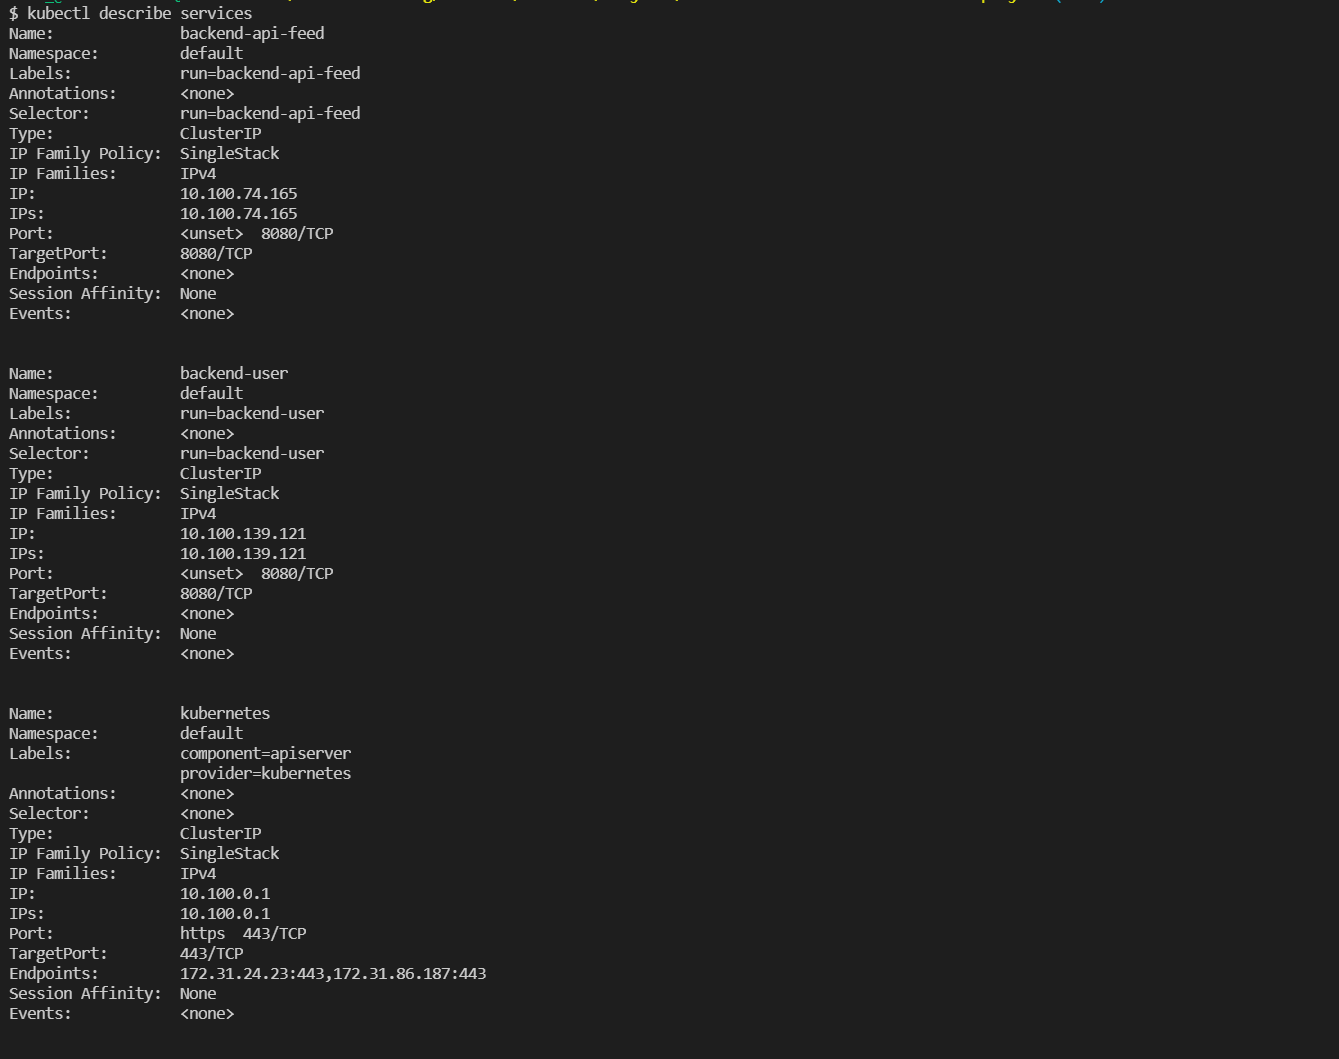 $ kubectl describe services
Name:              backend-api-feed
Namespace:         default
Labels:            run=backend-api-feed
Annotations:       <none>
Selector:          run=backend-api-feed
Type:              ClusterIP
IP Family Policy:  SingleStack
IP Families:       IPv4
IP:                10.100.74.165
IPs:               10.100.74.165
Port:              <unset>  8080/TCP
TargetPort:        8080/TCP
Endpoints:         <none>
Session Affinity:  None
Events:            <none>
Name:              backend-user
Namespace:         default
Labels:            run=backend-user
Annotations:       <none>
Selector:          run=backend-user
Type:              ClusterIP
IP Family Policy:  SingleStack
IP Families:       IPv4
IP:                10.100.139.121
IPs:               10.100.139.121
Port:              <unset>  8080/TCP
TargetPort:        8080/TCP
Endpoints:         <none>
Session Affinity:  None
Events:            <none>
Name:              kubernetes
Namespace:         default
Labels:            component=apiserver
                   provider=kubernetes
Annotations:       <none>
Selector:          <none>
Type:              ClusterIP
IP Family Policy:  SingleStack
IP Families:       IPv4
IP:                10.100.0.1
IPs:               10.100.0.1
Port:              https  443/TCP
TargetPort:        443/TCP
Endpoints:         172.31.24.23:443,172.31.86.187:443
Session Affinity:  None
Events:            <none>